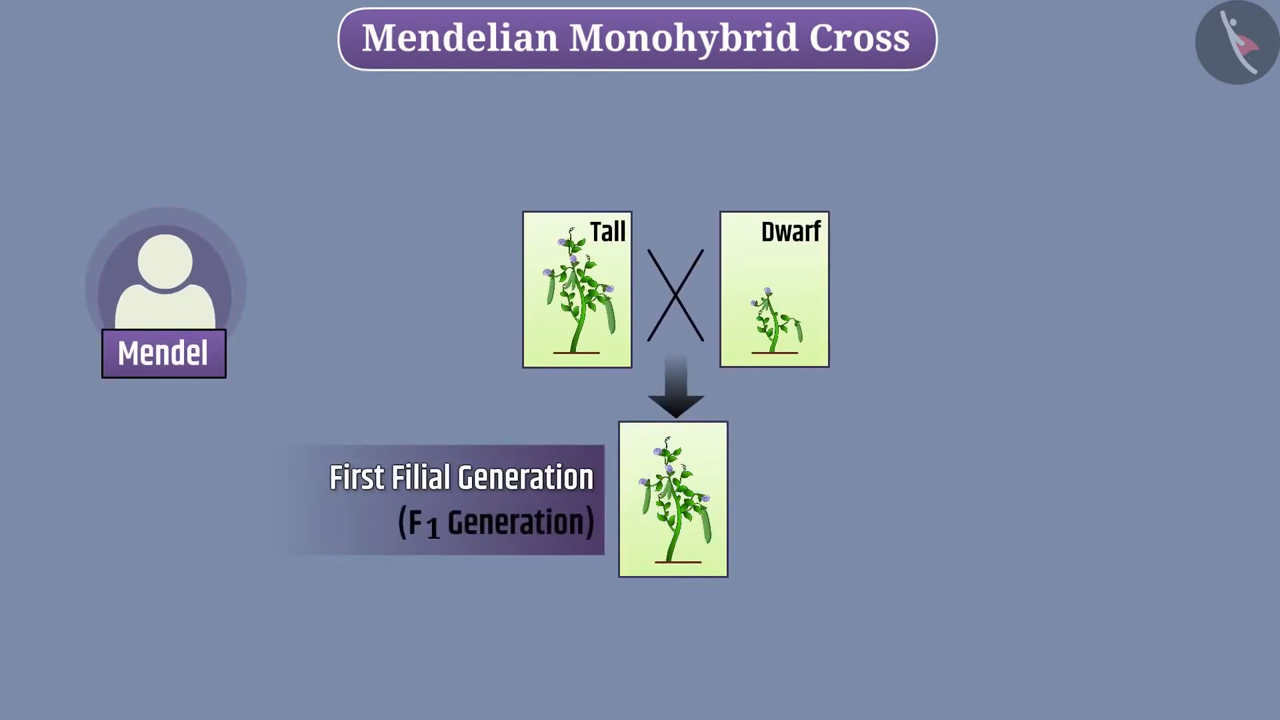 Mendelian Monohybrid Cross
Tall
Dwarf
Mendel
First Filial Generation
(F1 Generation)